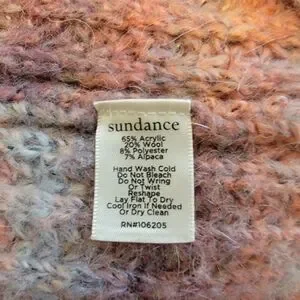 sundance
65% Acrylic
20% Wool
8% Polyester
7% Alpaca
Hand Wash Cold
Do Not Bleach
Do Not Wring
Or Twist
Reshape
Lay Flat To Dry
Cool Iron If Needed
Or Dry Clean
RN#106205